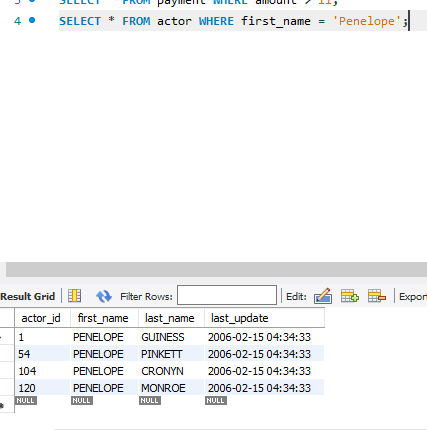 SELECT * FROM payment WHERE amount > 11;
4 SELECT * FROM actor WHERE first_name = 'Penelope';
Result Grid Filter Rows: Edit: Export
actor_id first_name last_name last_update
1 PENELOPE GUINESS 2006-02-15 04:34:33
54 PENELOPE PINKETT 2006-02-15 04:34:33
104 PENELOPE CRONYN 2006-02-15 04:34:33
120 PENELOPE MONROE 2006-02-15 04:34:33
NULL NULL NULL NULL